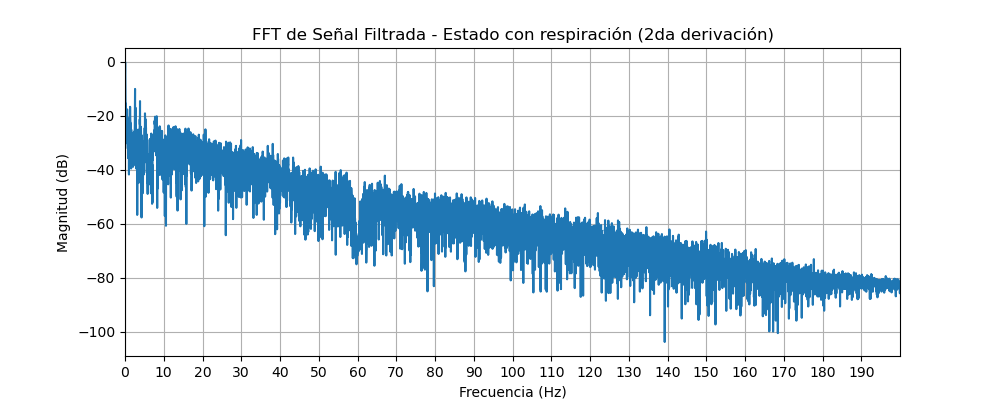 FFT de Señal Filtrada - Estado con respiración (2da derivación)
Magnitud (dB)
0
−20
−40
−60
−80
−100
0 10 20 30 40 50 60 70 80 90 100 110 120 130 140 150 160 170 180 190
Frecuencia (Hz)